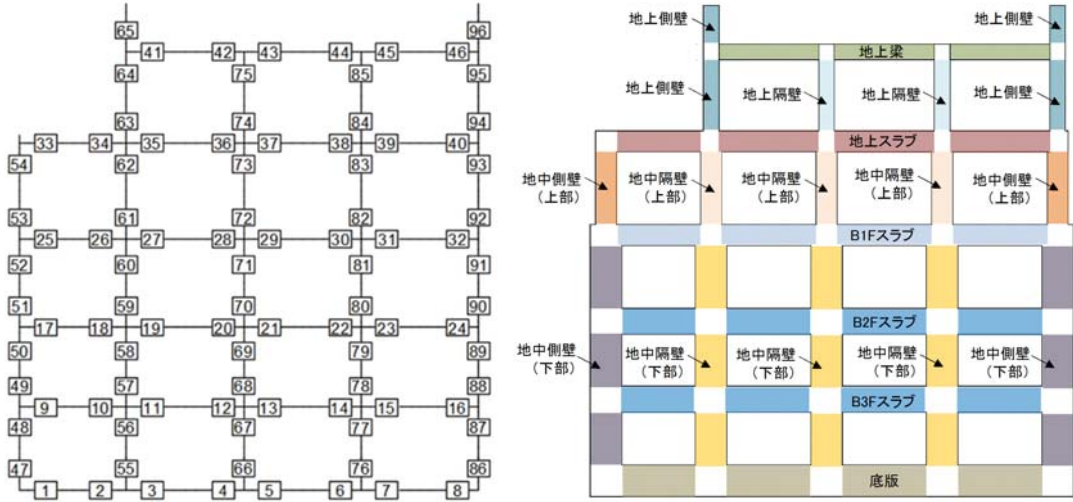 65 96
41 42 43 44 45 46
64 75 85 95
63 74 84 94
33 34 35 36 37 38 39 40
54 62 73 83 93
53 61 72 82 92
25 26 27 28 29 30 31 32
52 60 71 81 91
51 59 70 80 90
17 18 19 20 21 22 23 24
50 58 69 79 89
49 57 68 78 88
9 10 11 12 13 14 15 16
48 56 67 77 87
47 55 66 76 86
1 2 3 4 5 6 7 8
地上側壁 地上側壁
地上梁
地上側壁 地上隔壁 地上隔壁 地上側壁
地上スラブ
地中側壁 地中隔壁 地中隔壁 地中隔壁 地中側壁
(上部) (上部) (上部) (上部) (上部)
B1Fスラブ
B2Fスラブ
地中側壁 地中隔壁 地中隔壁 地中隔壁 地中側壁
(下部) (下部) (下部) (下部) (下部)
B3Fスラブ
底版